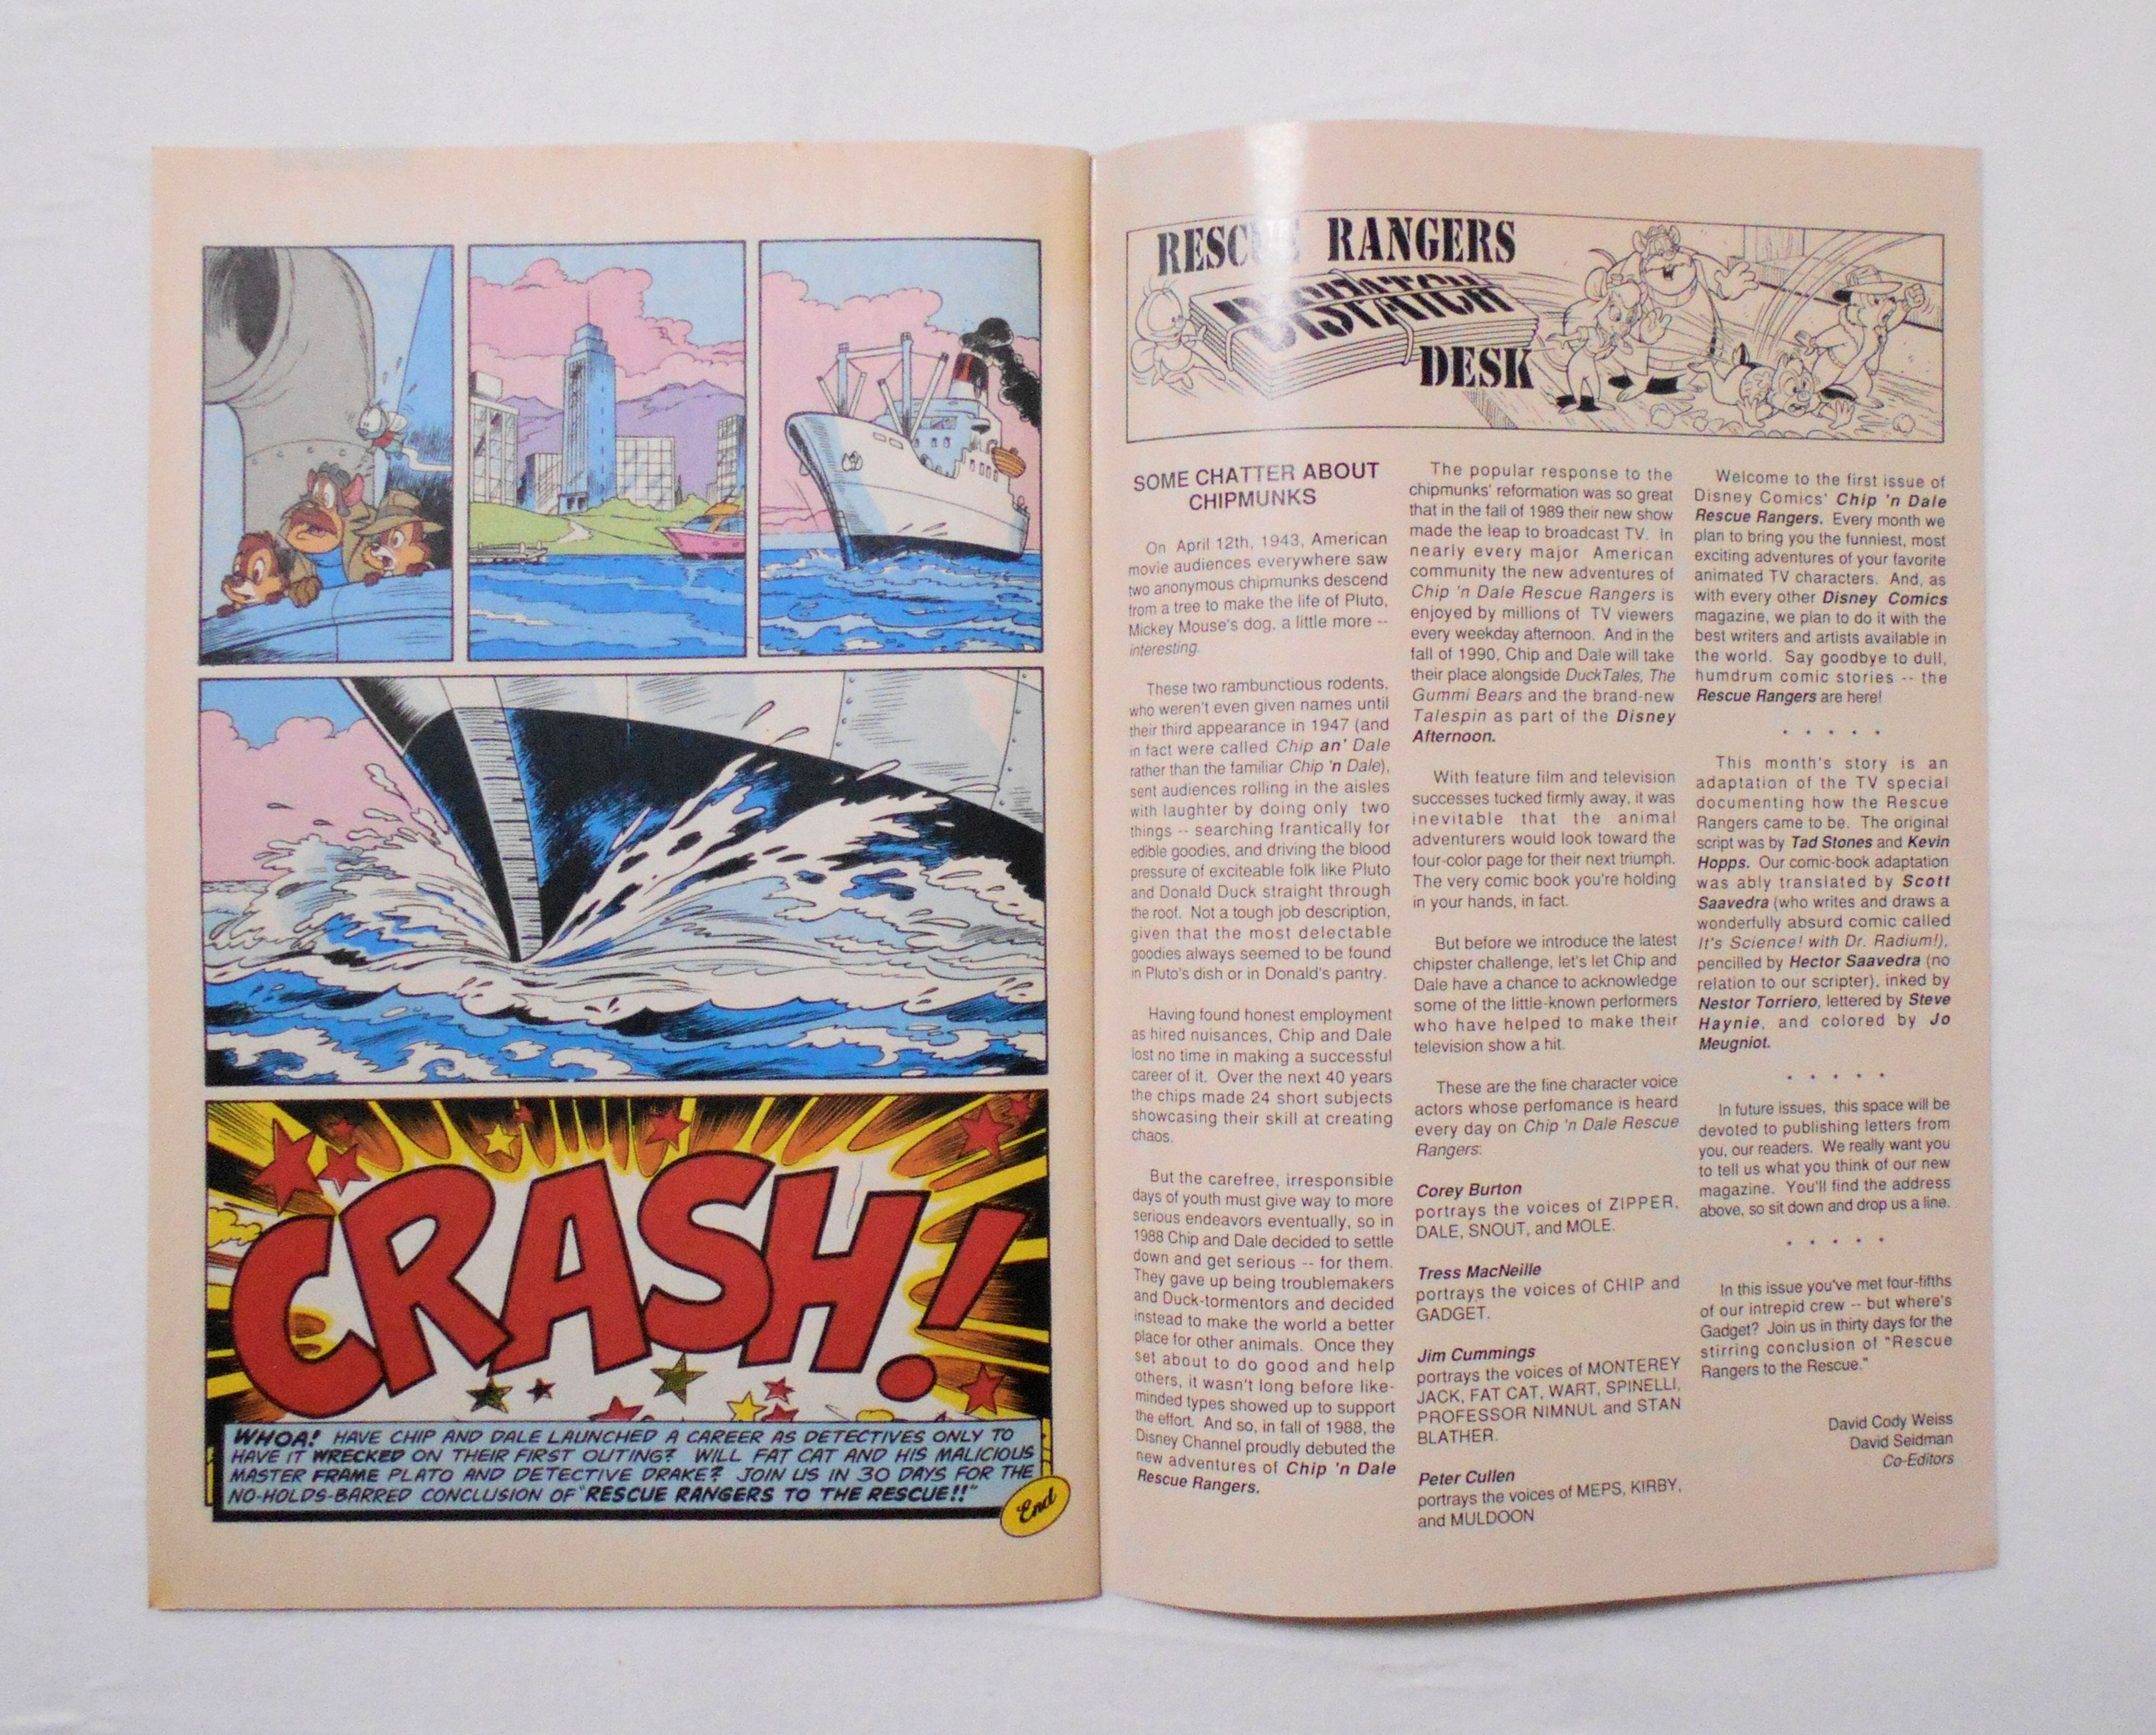 CRASH!
WHOA! HAVE CHIP AND DALE LAUNCHED A CAREER AS DETECTIVES ONLY TO
HAVE IT WRECKED ON THEIR FIRST OUTING? WILL FAT CAT AND HIS MALICIOUS
MASTER FRAME PLATO AND DETECTIVE DRAKE? JOIN US IN 30 DAYS FOR THE
NO-HOLDS-BARRED CONCLUSION OF "RESCUE RANGERS TO THE RESCUE!!"
End
RESCUE RANGERS
DISPATCH
DESK
SOME CHATTER ABOUT
CHIPMUNKS
On April 12th, 1943, American
movie audiences everywhere saw
two anonymous chipmunks descend
from a tree to make the life of Pluto,
Mickey Mouse's dog, a little more --
interesting.
These two rambunctious rodents,
who weren't even given names until
their third appearance in 1947 (and
in fact were called Chip an' Dale
rather than the familiar Chip 'n Dale),
sent audiences rolling in the aisles
with laughter by doing only two
things -- searching frantically for
edible goodies, and driving the blood
pressure of exciteable folk like Pluto
and Donald Duck straight through
the roof. Not a tough job description,
given that the most delectable
goodies always seemed to be found
in Pluto's dish or in Donald's pantry.
Having found honest employment
as hired nuisances, Chip and Dale
lost no time in making a successful
career of it. Over the next 40 years
the chips made 24 short subjects
showcasing their skill at creating
chaos.
But the carefree, irresponsible
days of youth must give way to more
serious endeavors eventually, so in
1988 Chip and Dale decided to settle
down and get serious -- for them.
They gave up being troublemakers
and Duck-tormentors and decided
instead to make the world a better
place for other animals. Once they
set about to do good and help
others, it wasn't long before like-
minded types showed up to support
the effort. And so, in fall of 1988, the
Disney Channel proudly debuted the
new adventures of Chip 'n Dale
Rescue Rangers.
The popular response to the
chipmunks' reformation was so great
that in the fall of 1989 their new show
made the leap to broadcast TV. In
nearly every major American
community the new adventures of
Chip 'n Dale Rescue Rangers is
enjoyed by millions of TV viewers
every weekday afternoon. And in the
fall of 1990, Chip and Dale will take
their place alongside DuckTales, The
Gummi Bears and the brand-new
Talespin as part of the Disney
Afternoon.
With feature film and television
successes tucked firmly away, it was
inevitable that the animal
adventurers would look toward the
four-color page for their next triumph.
The very comic book you're holding
in your hands, in fact.
But before we introduce the latest
chipster challenge, let's let Chip and
Dale have a chance to acknowledge
some of the little-known performers
who have helped to make their
television show a hit.
These are the fine character voice
actors whose perfomance is heard
every day on Chip 'n Dale Rescue
Rangers:
Corey Burton
portrays the voices of ZIPPER,
DALE, SNOUT, and MOLE.
Tress MacNeille
portrays the voices of CHIP and
GADGET.
Jim Cummings
portrays the voices of MONTEREY
JACK, FAT CAT, WART, SPINELLI,
PROFESSOR NIMNUL and STAN
BLATHER.
Peter Cullen
portrays the voices of MEPS, KIRBY,
and MULDOON
Welcome to the first issue of
Disney Comics' Chip 'n Dale
Rescue Rangers. Every month we
plan to bring you the funniest, most
exciting adventures of your favorite
animated TV characters. And, as
with every other Disney Comics
magazine, we plan to do it with the
best writers and artists available in
the world. Say goodbye to dull,
humdrum comic stories -- the
Rescue Rangers are here!
. . . . .
This month's story is an
adaptation of the TV special
documenting how the Rescue
Rangers came to be. The original
script was by Tad Stones and Kevin
Hopps. Our comic-book adaptation
was ably translated by Scott
Saavedra (who writes and draws a
wonderfully absurd comic called
It's Science! with Dr. Radium!),
pencilled by Hector Saavedra (no
relation to our scripter), inked by
Nestor Torriero, lettered by Steve
Haynie, and colored by Jo
Meugniot.
. . . . .
In future issues, this space will be
devoted to publishing letters from
you, our readers. We really want you
to tell us what you think of our new
magazine. You'll find the address
above, so sit down and drop us a line.
. . . . .
In this issue you've met four-fifths
of our intrepid crew -- but where's
Gadget? Join us in thirty days for the
stirring conclusion of "Rescue
Rangers to the Rescue."
David Cody Weiss
David Seidman
Co-Editors